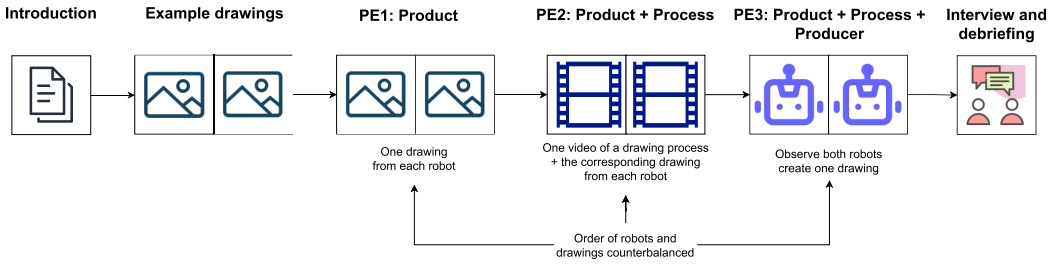 Introduction
Example drawings
PE1: Product
PE2: Product + Process
PE3: Product + Process +
Producer
Interview and
debriefing
One drawing
from each robot
One video of a drawing process
+ the corresponding drawing
from each robot
Observe both robots
create one drawing
Order of robots and
drawings counterbalanced